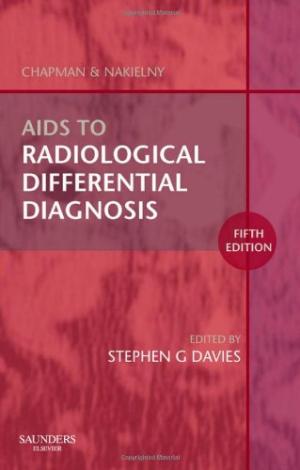 CHAPMAN & NAKIELNY
AIDS TO
RADIOLOGICAL
DIFFERENTIAL
DIAGNOSIS
FIFTH
EDITION
EDITED BY
STEPHEN G DAVIES
SAUNDERS
ELSEVIER